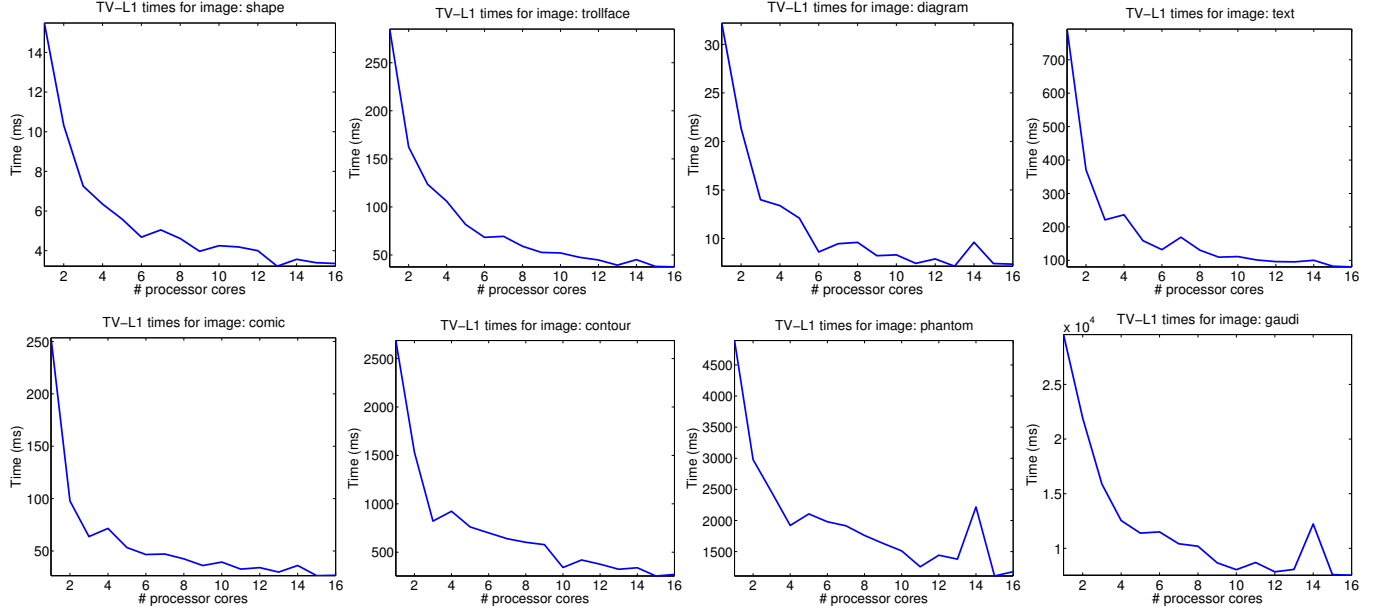 TV−L1 times for image: shape
14
12
10
8
6
4
Time (ms)
2 4 6 8 10 12 14 16
# processor cores
TV−L1 times for image: trollface
250
200
150
100
50
Time (ms)
2 4 6 8 10 12 14 16
# processor cores
TV−L1 times for image: diagram
30
25
20
15
10
Time (ms)
2 4 6 8 10 12 14 16
# processor cores
TV−L1 times for image: text
700
600
500
400
300
200
100
Time (ms)
2 4 6 8 10 12 14 16
# processor cores
TV−L1 times for image: comic
250
200
150
100
50
Time (ms)
2 4 6 8 10 12 14 16
# processor cores
TV−L1 times for image: contour
2500
2000
1500
1000
500
Time (ms)
2 4 6 8 10 12 14 16
# processor cores
TV−L1 times for image: phantom
4500
4000
3500
3000
2500
2000
1500
Time (ms)
2 4 6 8 10 12 14 16
# processor cores
TV−L1 times for image: gaudi
x 10⁴
2.5
2
1.5
1
Time (ms)
2 4 6 8 10 12 14 16
# processor cores